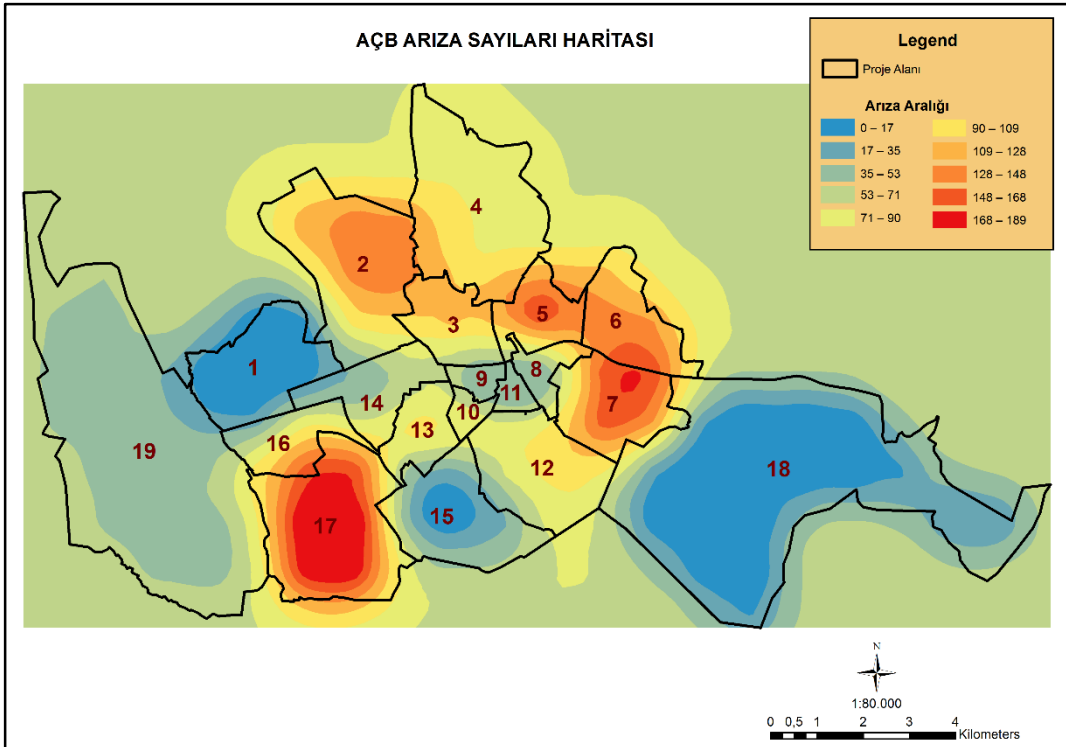 AÇB ARIZA SAYILARI HARİTASI
Legend
Proje Alanı
Arıza Aralığı
0 – 17
17 – 35
35 – 53
53 – 71
71 – 90
90 – 109
109 – 128
128 – 148
148 – 168
168 – 189
4
2
5
6
3
1
9
8
7
14
11
10
13
16
19
12
18
15
17
N
1:80.000
0 0,5 1 2 3 4
Kilometers